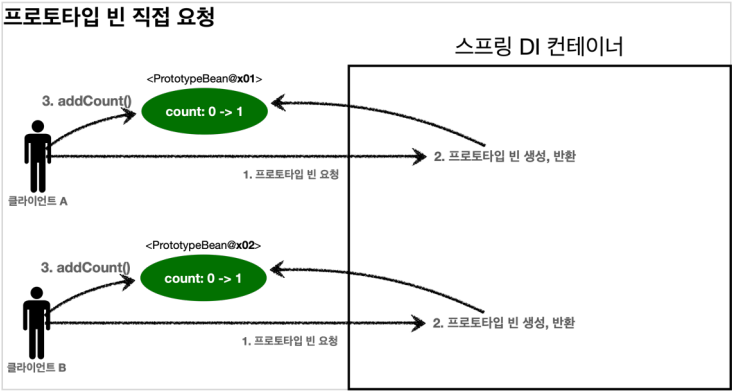 프로토타입 빈 직접 요청
스프링 DI 컨테이너
<PrototypeBean@x01>
3. addCount()
count: 0 -> 1
2. 프로토타입 빈 생성, 반환
1. 프로토타입 빈 요청
클라이언트 A
<PrototypeBean@x02>
3. addCount()
count: 0 -> 1
2. 프로토타입 빈 생성, 반환
1. 프로토타입 빈 요청
클라이언트 B